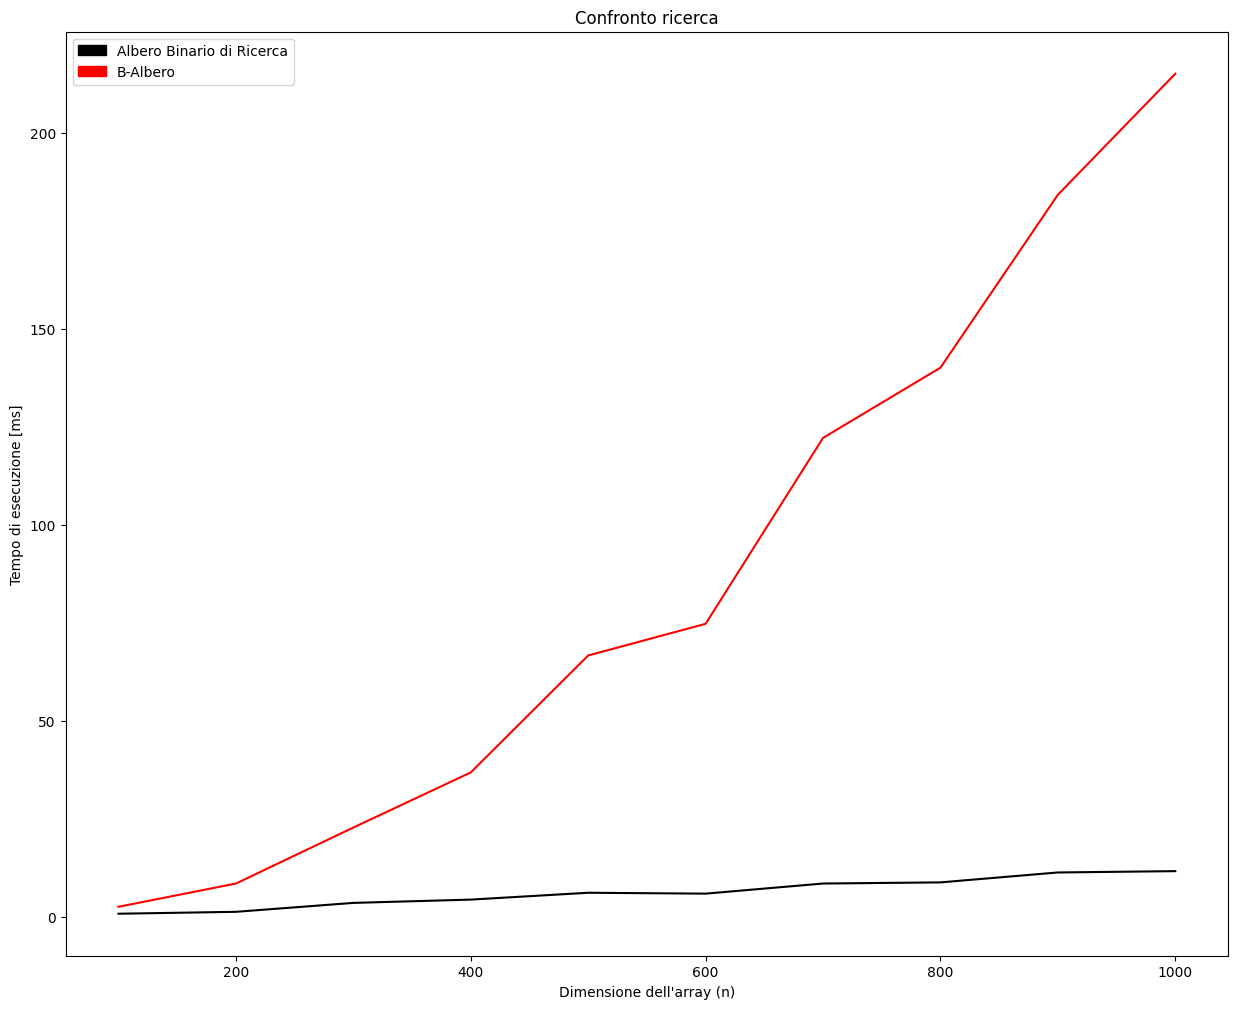 Confronto ricerca
Albero Binario di Ricerca
B-Albero
200
150
100
50
0
Tempo di esecuzione [ms]
200 400 600 800 1000
Dimensione dell'array (n)